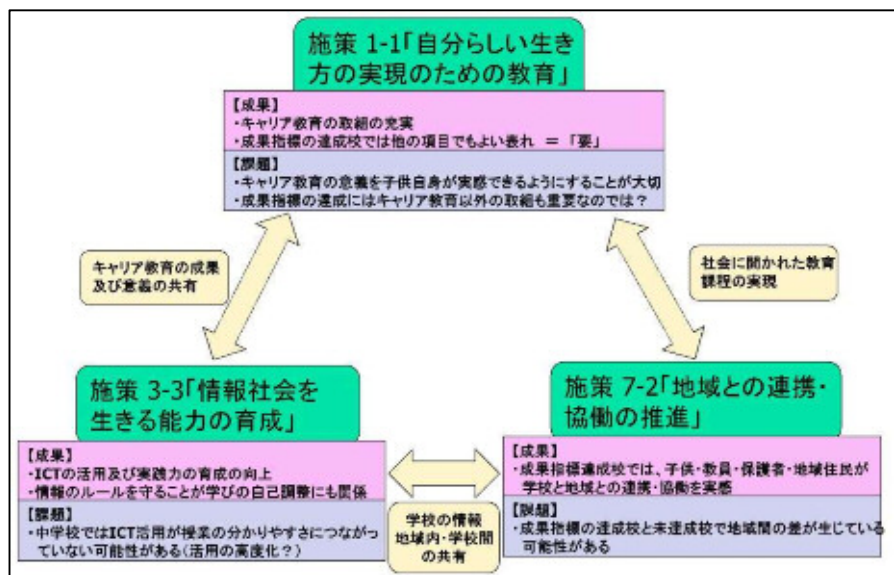 施策 1-1「自分らしい生き
方の実現のための教育」
【成果】
・キャリア教育の取組の充実
・成果指標の達成校では他の項目でもよい表れ ＝ 「要」
【課題】
・キャリア教育の意義を子供自身が実感できるようにすることが大切
・成果指標の達成にはキャリア教育以外の取組も重要なのでは？
キャリア教育の成果
及び意義の共有
社会に開かれた教育
課程の実現
施策 3-3「情報社会を
生きる能力の育成」
【成果】
・ICTの活用及び実践力の育成の向上
・情報のルールを守ることが学びの自己調整にも関係
【課題】
・中学校ではICT活用が授業の分かりやすさにつながっ
ていない可能性がある（活用の高度化？）
学校の情報
地域内・学校間
の共有
施策 7-2「地域との連携・
協働の推進」
【成果】
・成果指標達成校では、子供・教員・保護者・地域住民が
学校と地域との連携・協働を実感
【課題】
・成果指標の達成校と未達成校で地域間の差が生じている
可能性がある